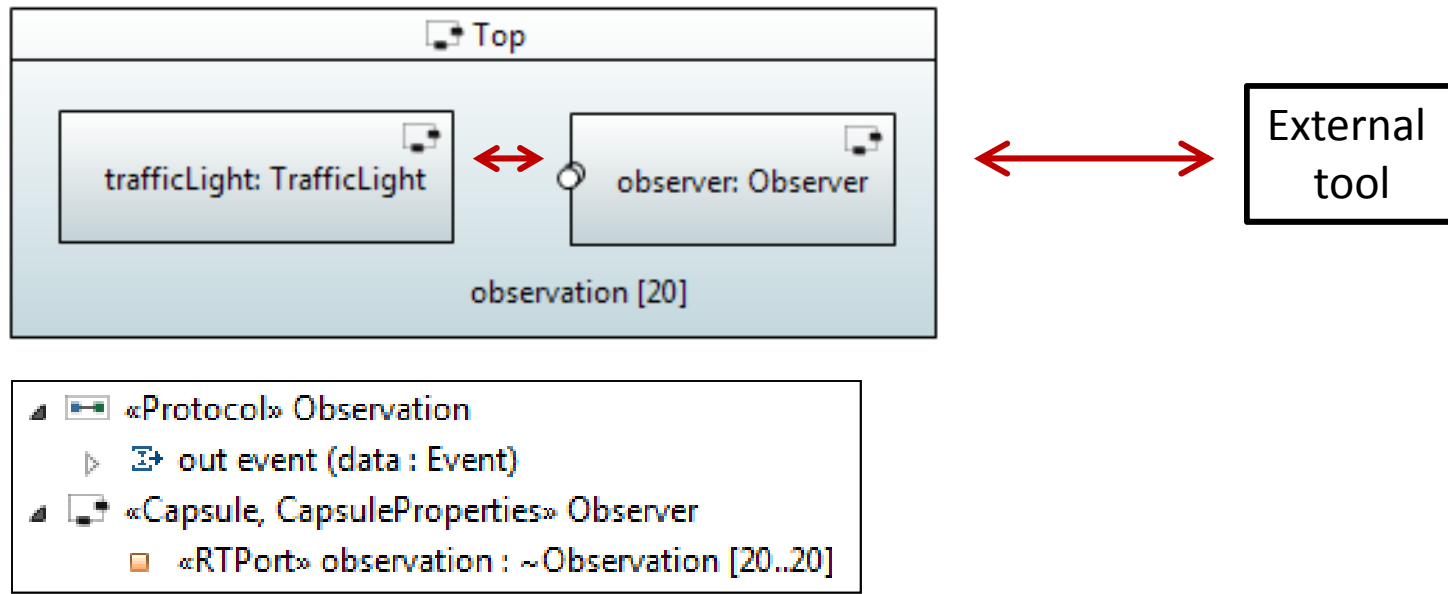 Top
trafficLight: TrafficLight
observer: Observer
observation [20]
External
tool
«Protocol» Observation
out event (data : Event)
«Capsule, CapsuleProperties» Observer
«RTPort» observation : ~Observation [20..20]